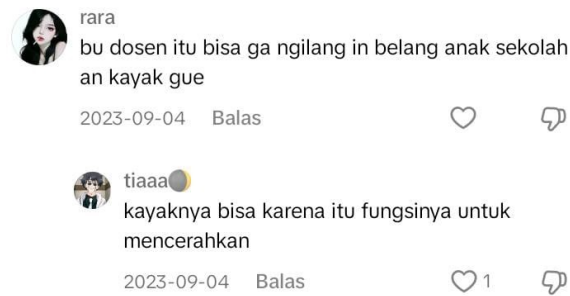 rara
bu dosen itu bisa ga ngilang in belang anak sekolah
an kayak gue
2023-09-04 Balas
tiaaa🌖
kayaknya bisa karena itu fungsinya untuk
mencerahkan
2023-09-04 Balas 1